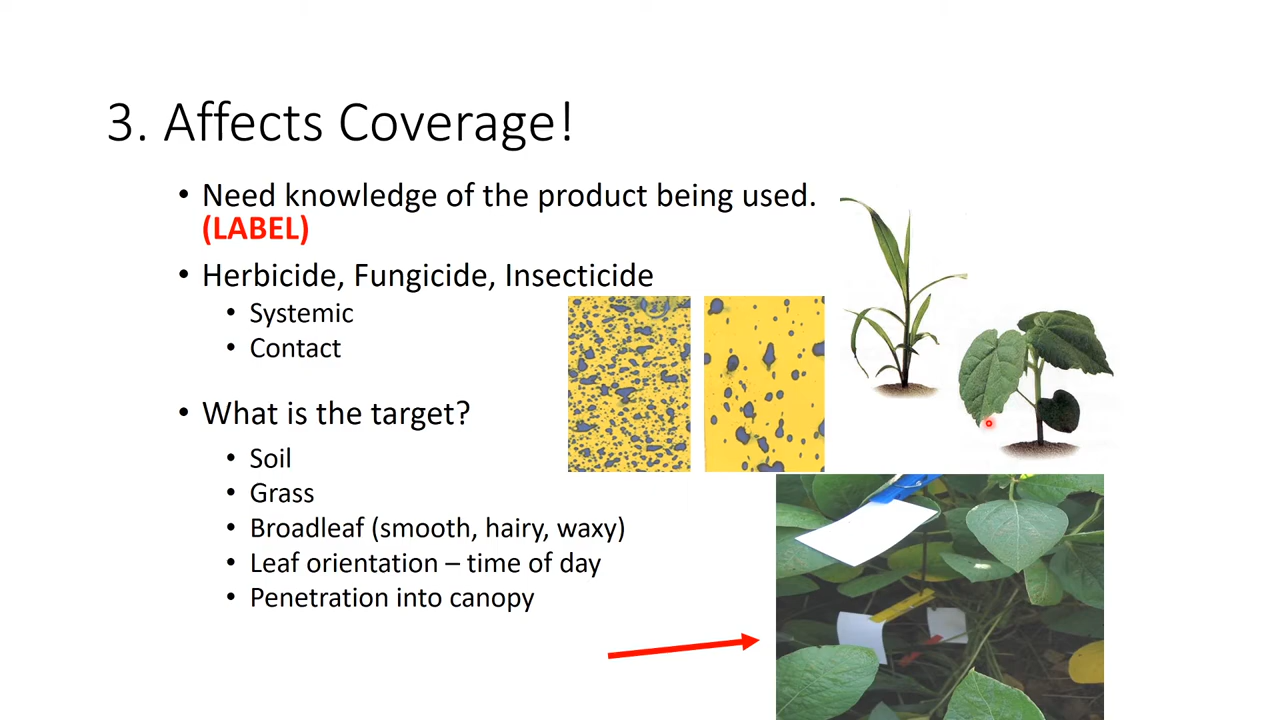 3. Affects Coverage!
• Need knowledge of the product being used.
(LABEL)
• Herbicide, Fungicide, Insecticide
• Systemic
• Contact
• What is the target?
• Soil
• Grass
• Broadleaf (smooth, hairy, waxy)
• Leaf orientation – time of day
• Penetration into canopy